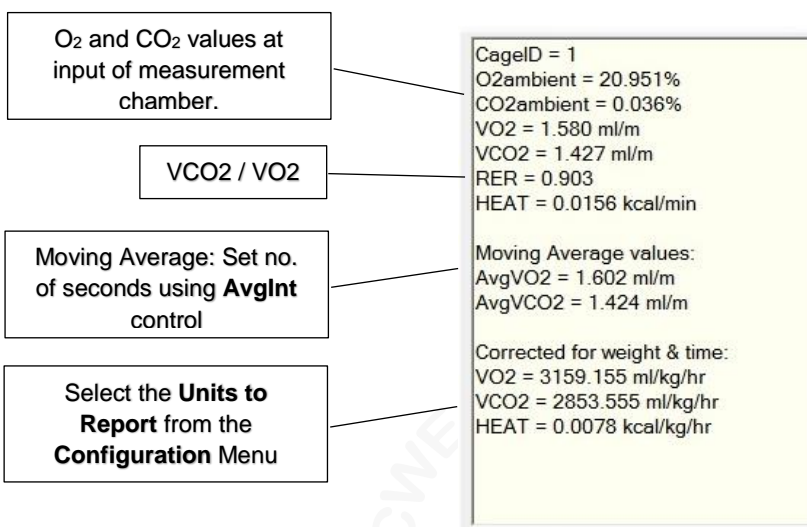 O₂ and CO₂ values at
input of measurement
chamber.
VCO2 / VO2
Moving Average: Set no.
of seconds using AvgInt
control
Select the Units to
Report from the
Configuration Menu
CageID = 1
O2ambient = 20.951%
CO2ambient = 0.036%
VO2 = 1.580 ml/m
VCO2 = 1.427 ml/m
RER = 0.903
HEAT = 0.0156 kcal/min
Moving Average values:
AvgVO2 = 1.602 ml/m
AvgVCO2 = 1.424 ml/m
Corrected for weight & time:
VO2 = 3159.155 ml/kg/hr
VCO2 = 2853.555 ml/kg/hr
HEAT = 0.0078 kcal/kg/hr
CWE